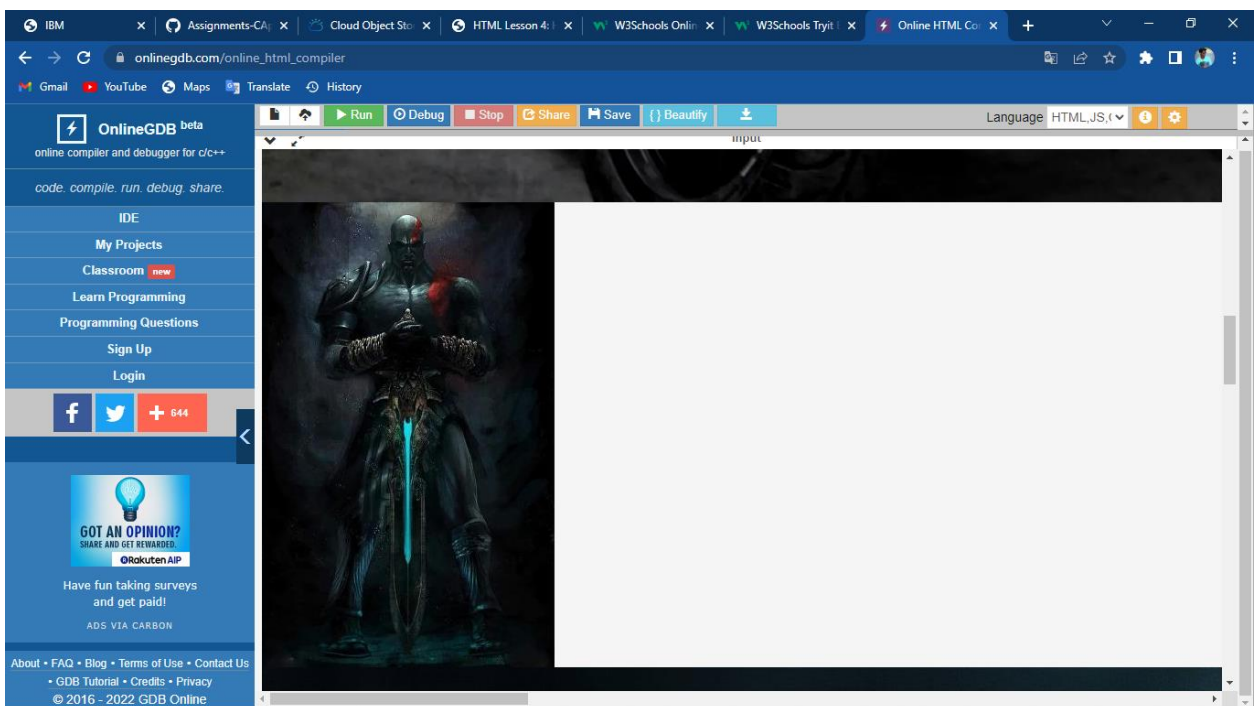 IBM
Assignments-CAp
Cloud Object Sto
HTML Lesson 4:
W3Schools Onlin
W3Schools Tryit
Online HTML Co
onlinegdb.com/online_html_compiler
Gmail
YouTube
Maps
Translate
History
OnlineGDB beta
online compiler and debugger for c/c++
code. compile. run. debug. share.
IDE
My Projects
Classroom new
Learn Programming
Programming Questions
Sign Up
Login
f
+ 644
GOT AN OPINION?
SHARE AND GET REWARDED.
Rakuten AIP
Have fun taking surveys
and get paid!
ADS VIA CARBON
About • FAQ • Blog • Terms of Use • Contact Us
• GDB Tutorial • Credits • Privacy
© 2016 - 2022 GDB Online
Run
Debug
Stop
Share
Save
{ } Beautify
Language HTML,JS,(
input